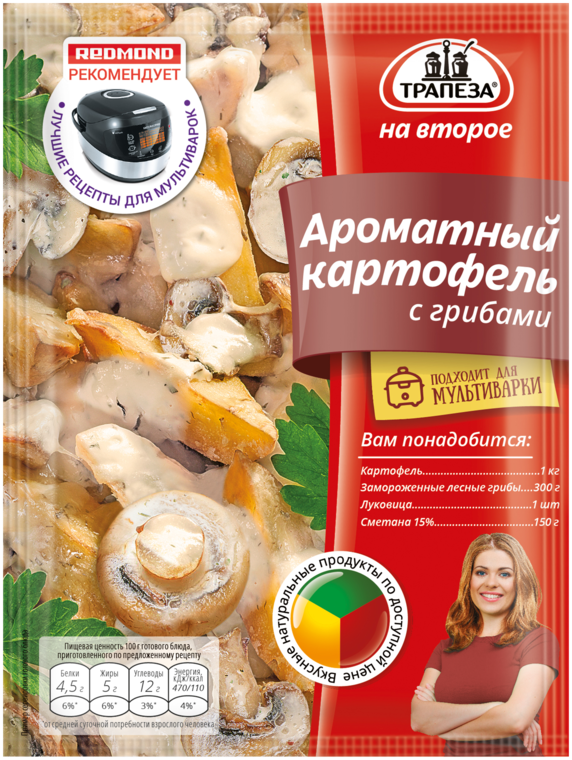 REDMOND
РЕКОМЕНДУЕТ
• ЛУЧШИЕ РЕЦЕПТЫ ДЛЯ МУЛЬТИВАРОК •
ТРАПЕЗА®
на второе
Ароматный
картофель
с грибами
ПОДХОДИТ ДЛЯ
МУЛЬТИВАРКИ
Вам понадобится:
Картофель.......................................1 кг
Замороженные лесные грибы....300 г
Луковица.......................................1 шт
Сметана 15%................................150 г
Вкусные натуральные продукты по доступной цене
Пищевая ценность 100 г готового блюда,
приготовленного по предложенному рецепту
Белки Жиры Углеводы Энергия,
кДж/ккал
4,5 г 5 г 12 г 470/110
6%* 6%* 3%* 4%*
*от средней суточной потребности взрослого человека